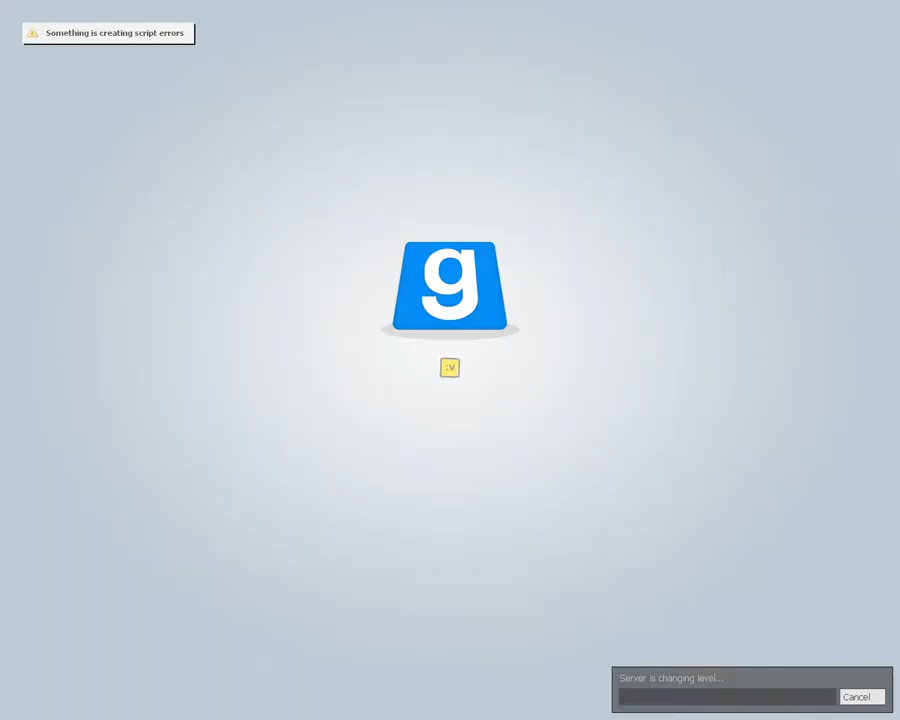 Something is creating script errors
g
:v
Server is changing level...
Cancel